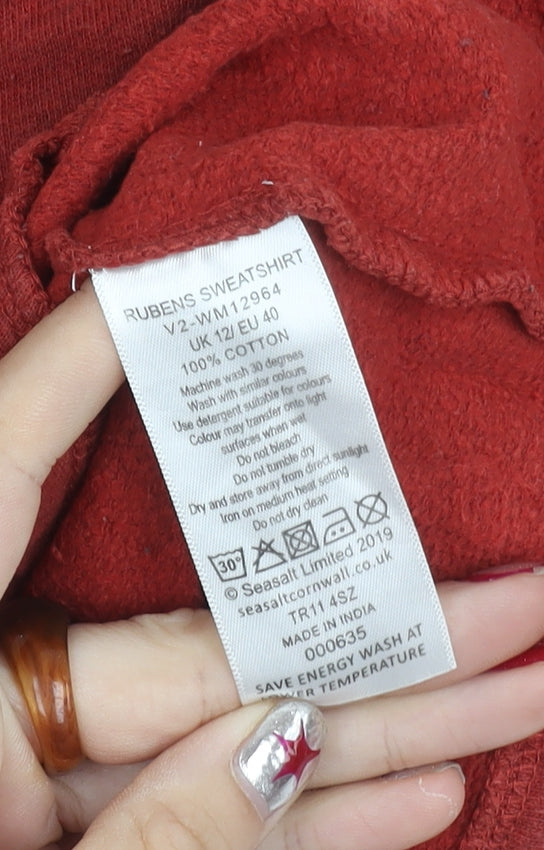 RUBENS SWEATSHIRT
V2-WM12964
UK 12/ EU 40
100% COTTON
Machine wash 30 degrees
Wash with similar colours
Use detergent suitable for colours
Colour may transfer onto light
surfaces when wet
Do not bleach
Do not tumble dry
Dry and store away from direct sunlight
Iron on medium heat setting
Do not dry clean
30°
© Seasalt Limited 2019
seasaltcornwall.co.uk
TR11 4SZ
MADE IN INDIA
000635
SAVE ENERGY WASH AT
LOWER TEMPERATURE